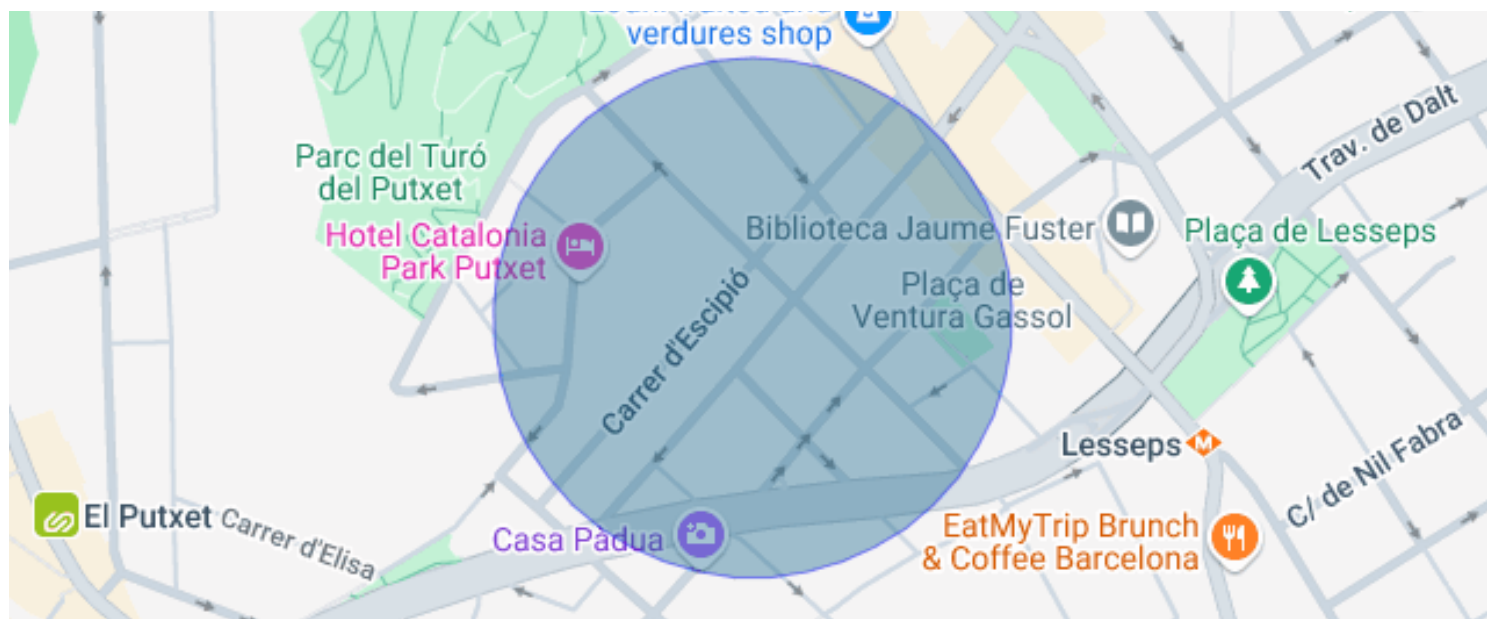 verdures shop
Parc del Turó
del Putxet
Hotel Catalonia
Park Putxet
Biblioteca Jaume Fuster
Plaça de
Ventura Gassol
Trav. de Dalt
Plaça de Lesseps
Carrer d'Escipió
Lesseps
M
C/ de Nil Fabra
El Putxet
Carrer d'Elisa
Casa Pàdua
EatMyTrip Brunch
& Coffee Barcelona